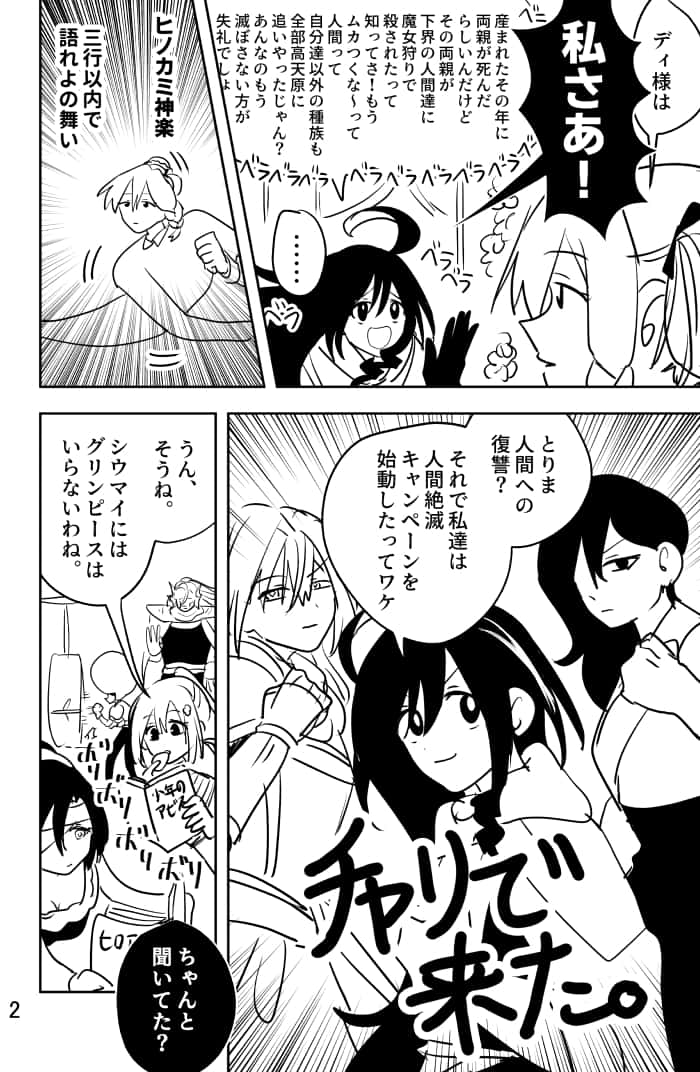 ディ様は
私さあ！
産まれたその年に
両親が死んだ
らしいんだけど
その両親が
下界の人間達に
魔女狩りで
殺されたって
知ってさ！もう
ムカつくな〜って
人間って
自分達以外の種族も
全部高天原に
追いやったじゃん？
あんなのもう
滅ぼさない方が
失礼でしょ
ベラベラベラベラベラベラ
……
ヒノカミ神楽
三行以内で
語れよの舞い
とりま
人間への
復讐？
それで私達は
人間絶滅
キャンペーンを
始動したってワケ
チャリで
来た。
うん、
そうね。
シウマイには
グリンピースは
いらないわね。
ボリボリボリボリ
少年の
アビ
ヒロア
ちゃんと
聞いてた？
2